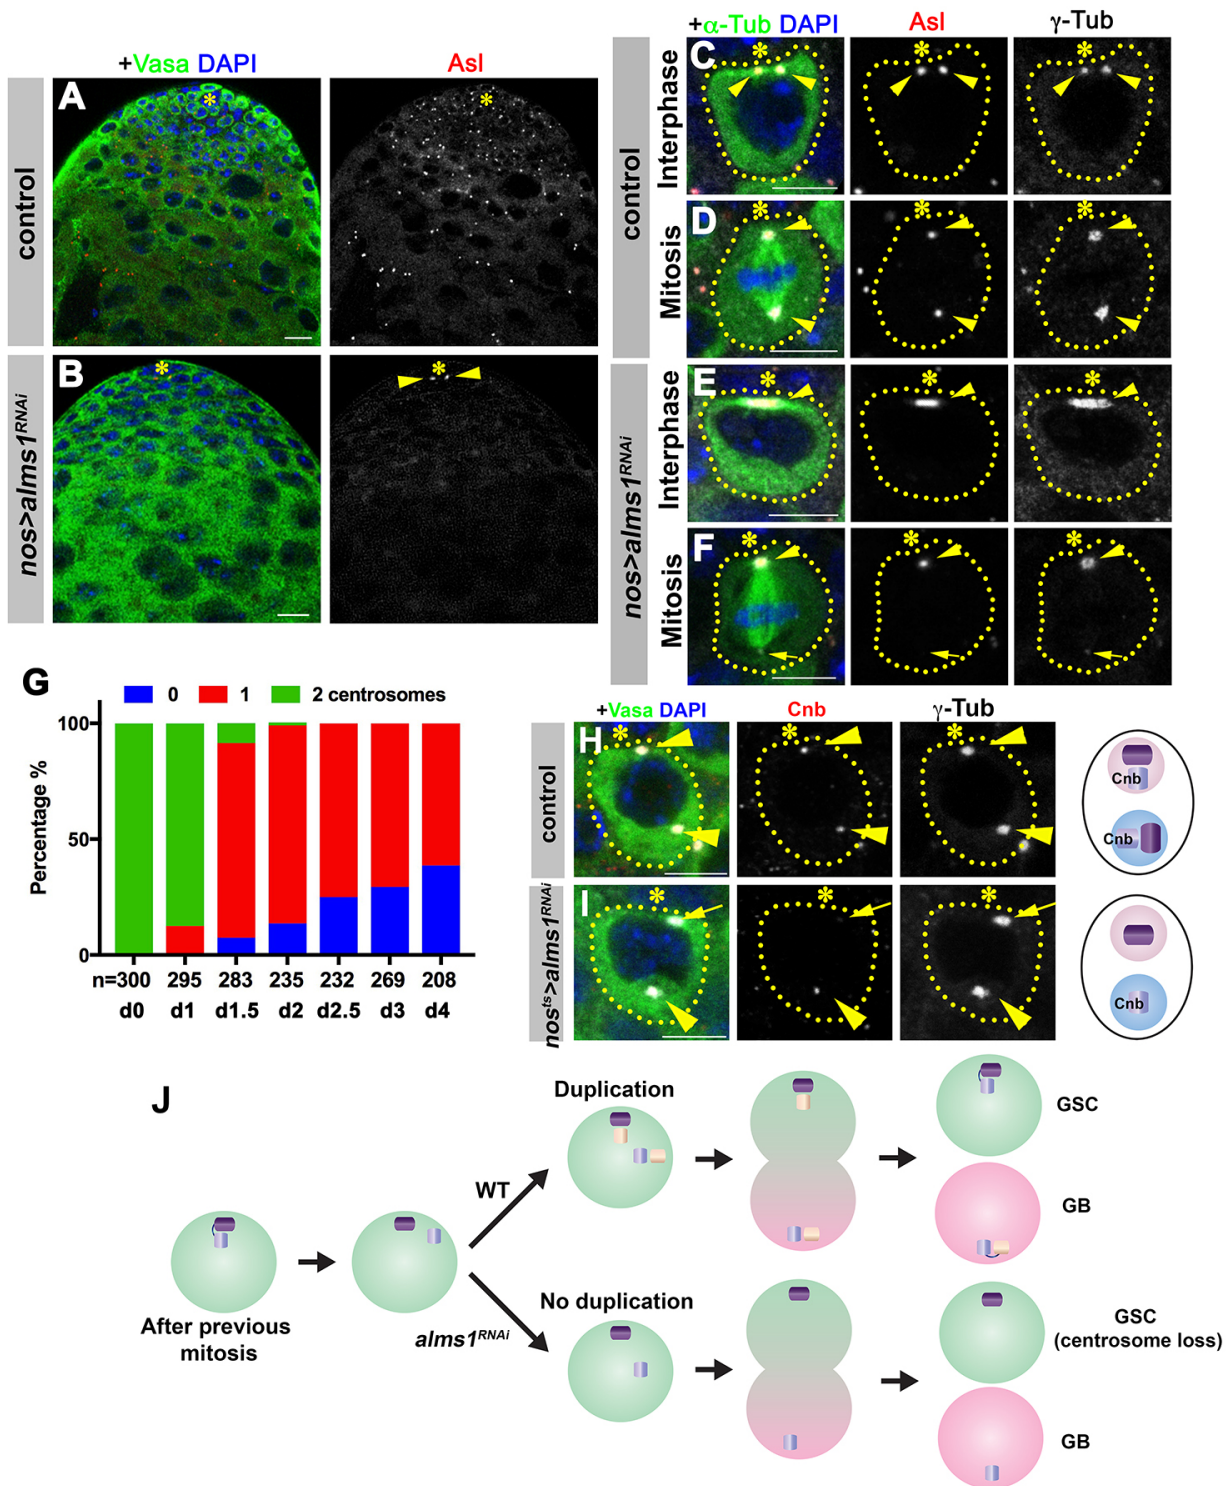 +Vasa DAPI
Asl
A
*
*
control
B
*
*
nos>alms1RNAi
+α-Tub DAPI
Asl
γ-Tub
C
*
*
*
Interphase
D
*
*
*
Mitosis
control
E
*
*
*
Interphase
F
*
*
*
Mitosis
nos>alms1RNAi
G
0
1
2 centrosomes
100
50
0
Percentage %
n=300 295 283 235 232 269 208
d0 d1 d1.5 d2 d2.5 d3 d4
+Vasa DAPI
Cnb
γ-Tub
H
*
*
*
control
Cnb
Cnb
I
*
*
*
nosts>alms1RNAi
Cnb
J
Duplication
WT
GSC
GB
After previous
mitosis
alms1RNAi
No duplication
GSC
(centrosome loss)
GB